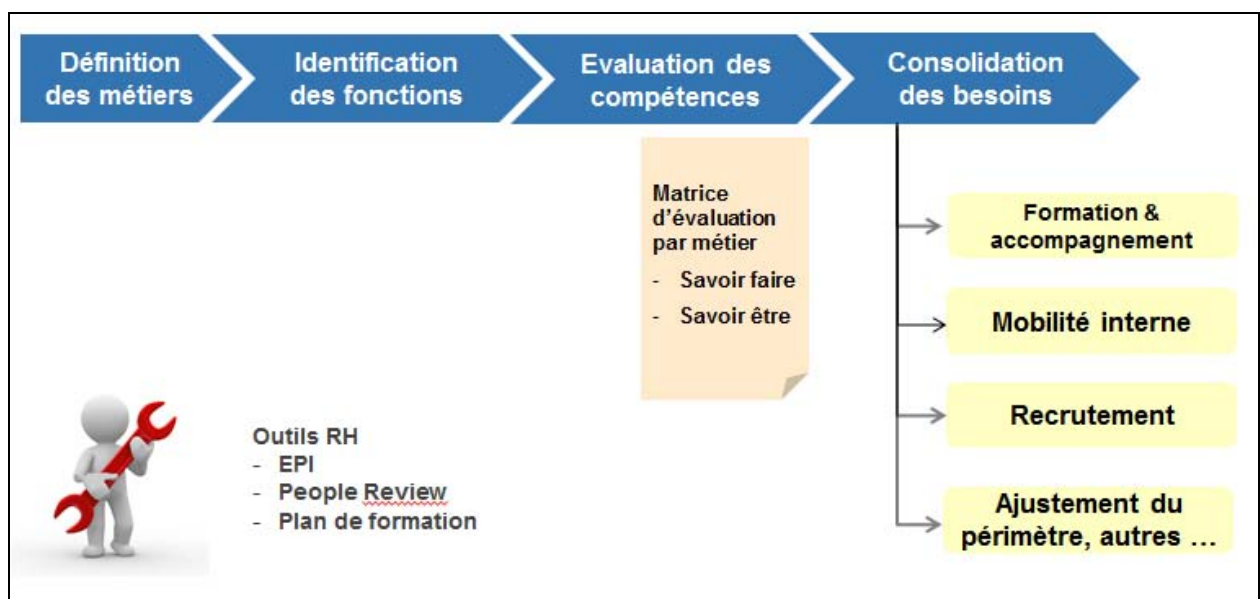 Définition
des métiers
Identification
des fonctions
Evaluation des
compétences
Consolidation
des besoins
Matrice
d'évaluation
par métier
- Savoir faire
- Savoir être
Formation &
accompagnement
Mobilité interne
Recrutement
Ajustement du
périmètre, autres ...
Outils RH
- EPI
- People Review
- Plan de formation